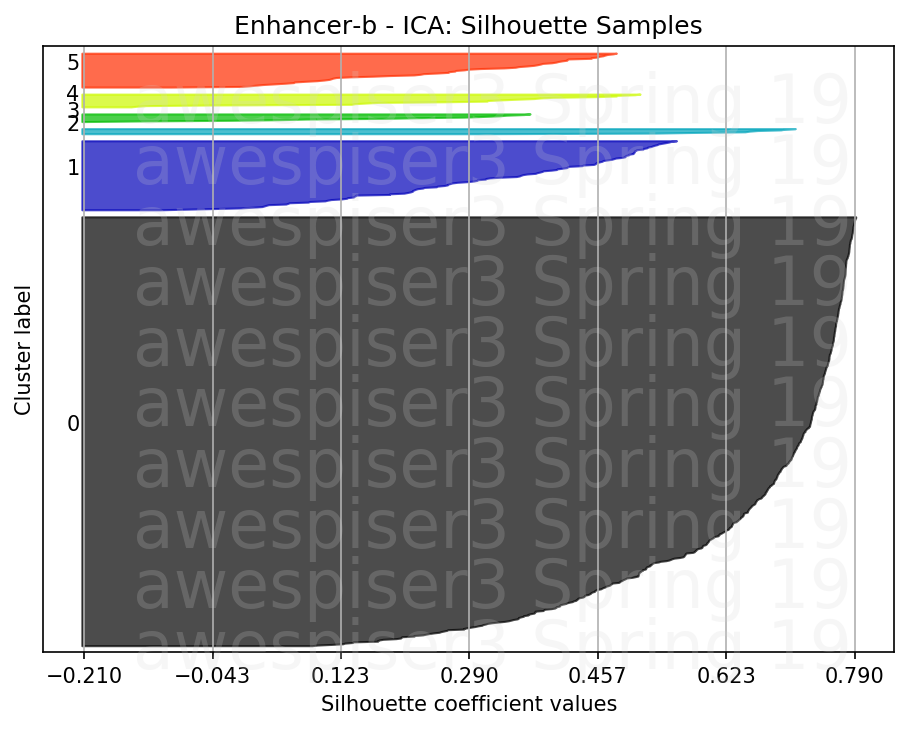 Enhancer-b - ICA: Silhouette Samples
5
4
3
2
1
0
Cluster label
awespiser3 Spring 19
awespiser3 Spring 19
awespiser3 Spring 19
awespiser3 Spring 19
awespiser3 Spring 19
awespiser3 Spring 19
awespiser3 Spring 19
awespiser3 Spring 19
awespiser3 Spring 19
awespiser3 Spring 19
−0.210 −0.043 0.123 0.290 0.457 0.623 0.790
Silhouette coefficient values